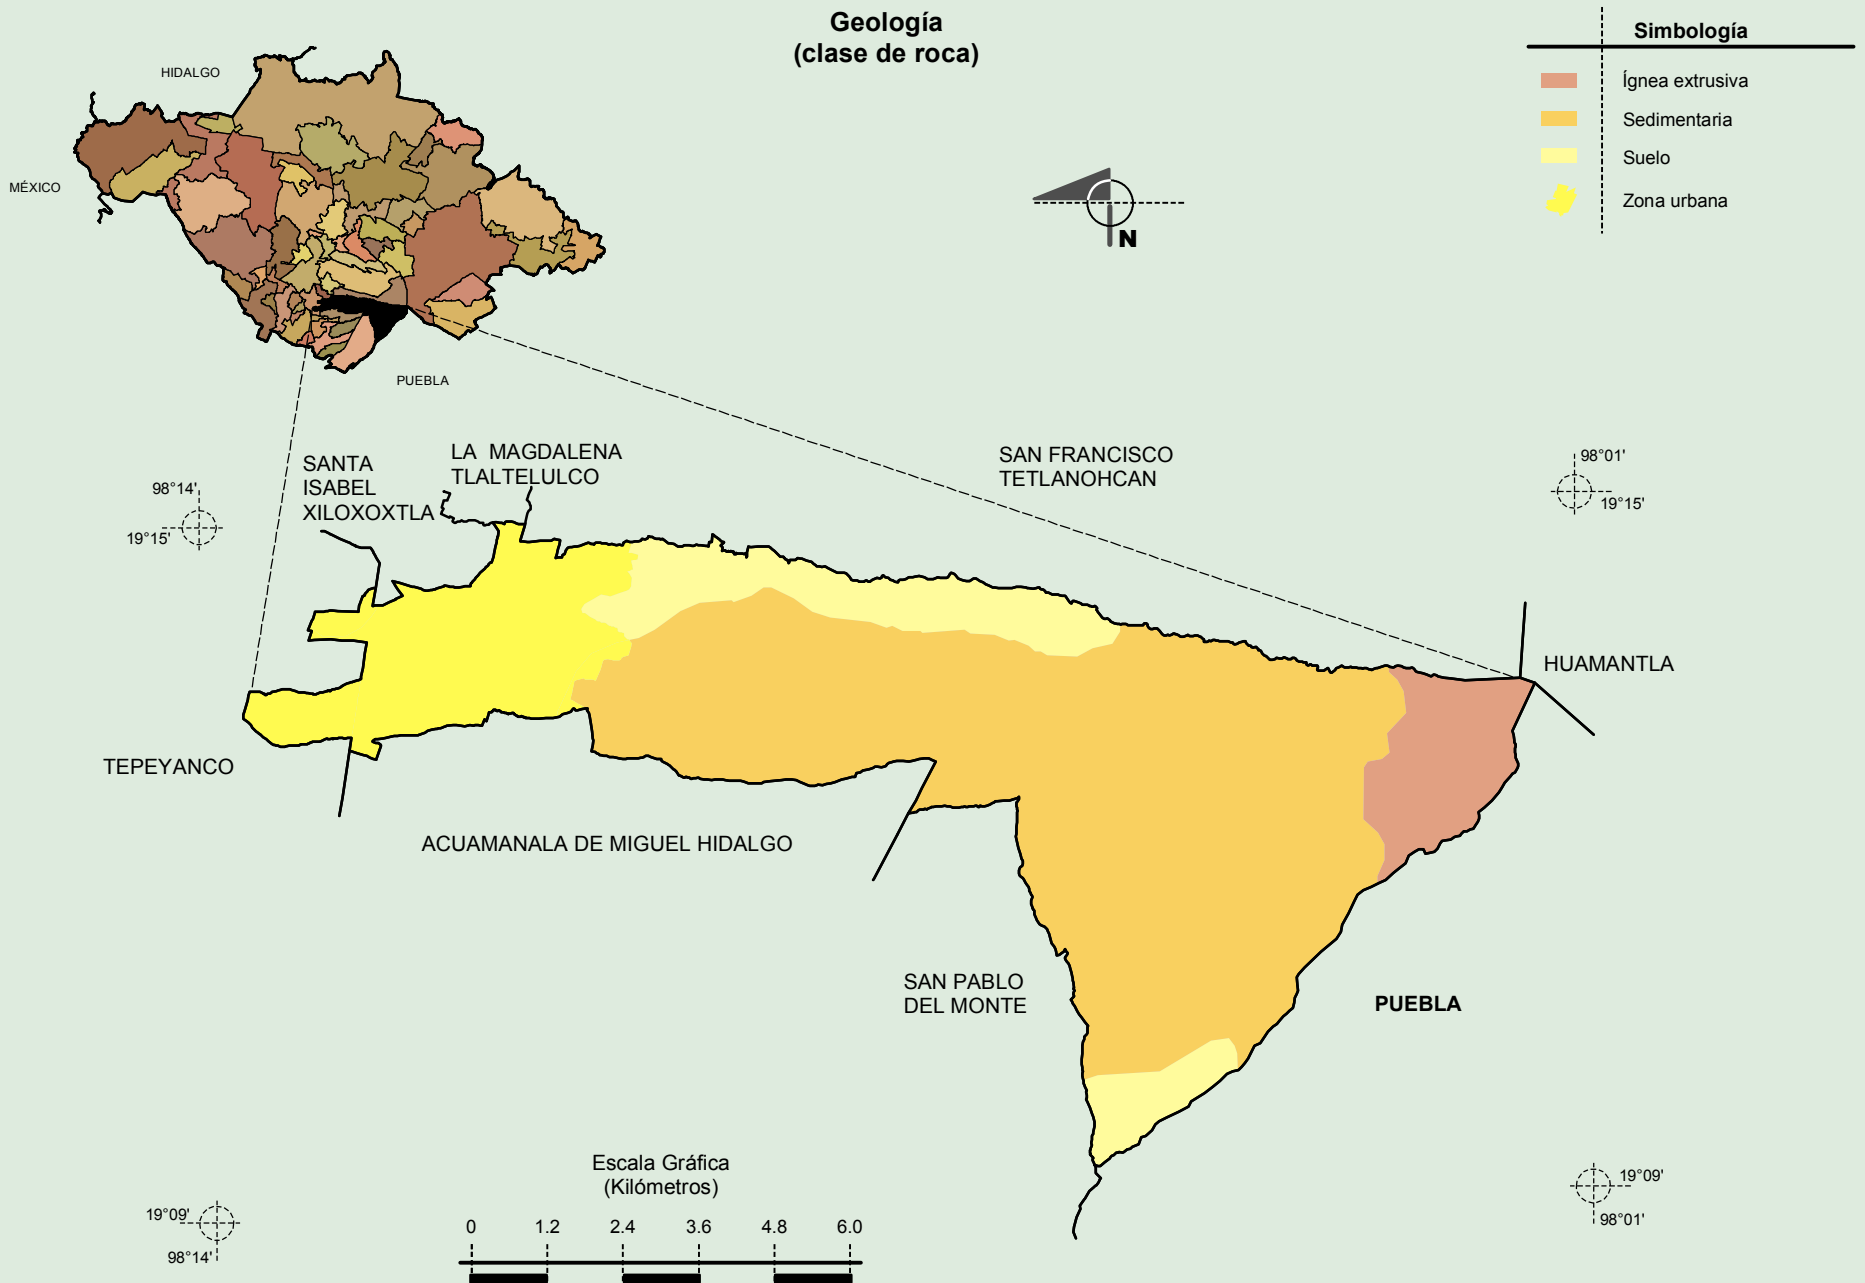 Geología
(clase de roca)
Simbología
Ígnea extrusiva
Sedimentaria
Suelo
Zona urbana
HIDALGO
MÉXICO
PUEBLA
N
SANTA
ISABEL
XILOXOXTLA
LA MAGDALENA
TLALTELULCO
SAN FRANCISCO
TETLANOHCAN
98°14'
19°15'
98°01'
19°15'
HUAMANTLA
TEPEYANCO
ACUAMANALA DE MIGUEL HIDALGO
SAN PABLO
DEL MONTE
PUEBLA
Escala Gráfica
(Kilómetros)
0 1.2 2.4 3.6 4.8 6.0
19°09'
98°14'
19°09'
98°01'